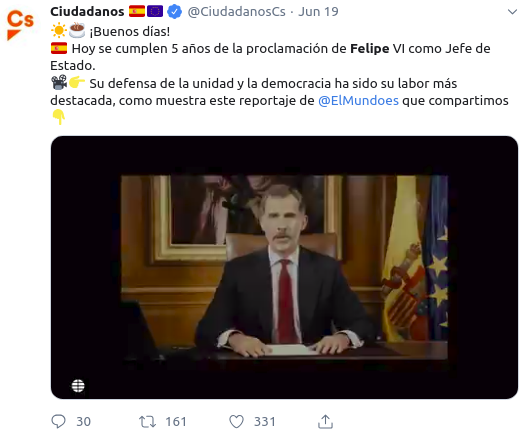 Cs
Ciudadanos 🇪🇸🇪🇺 @CiudadanosCs · Jun 19
☀️☕ ¡Buenos días!
🇪🇸 Hoy se cumplen 5 años de la proclamación de Felipe VI como Jefe de
Estado.
🎥👉 Su defensa de la unidad y la democracia ha sido su labor más
destacada, como muestra este reportaje de @ElMundoes que compartimos
👇
30 161 331